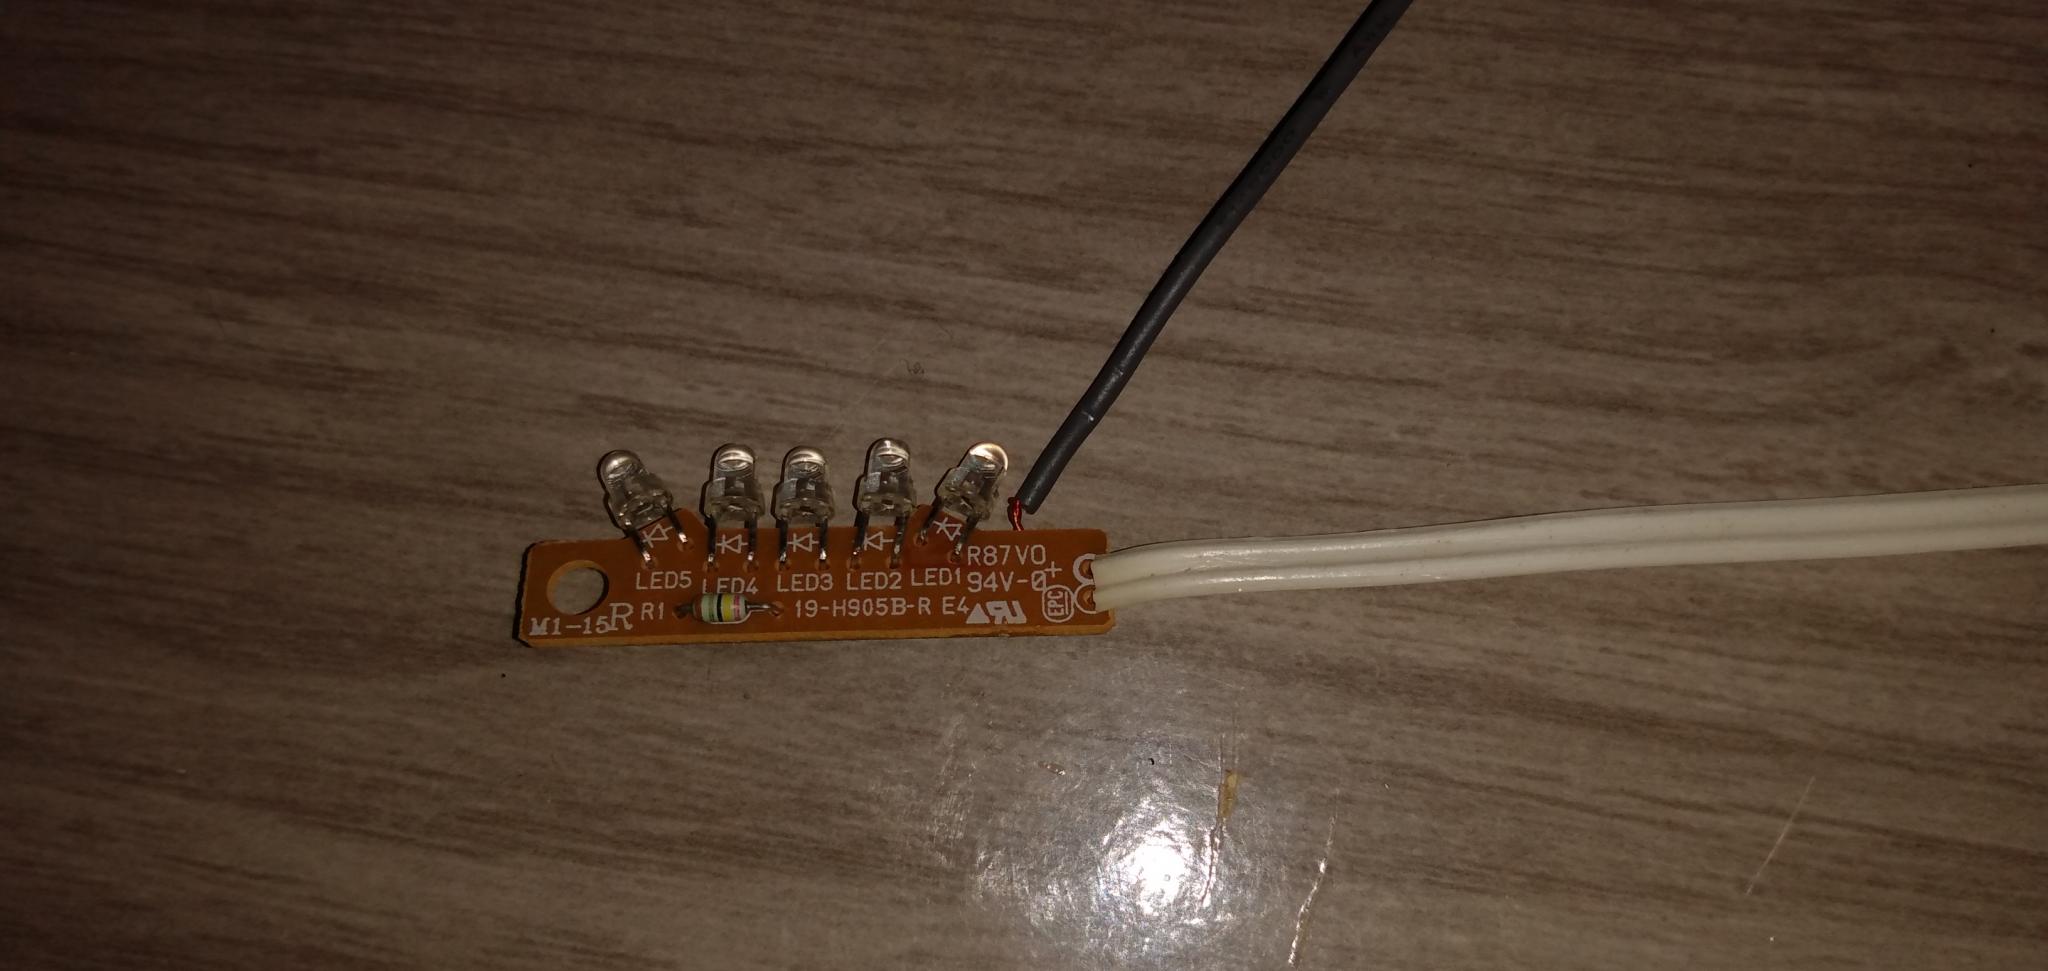 R87V0
LED5 LED4 LED3 LED2 LED1 94V-0 +
M1-15R R1 19-H905B-R E4 EPC